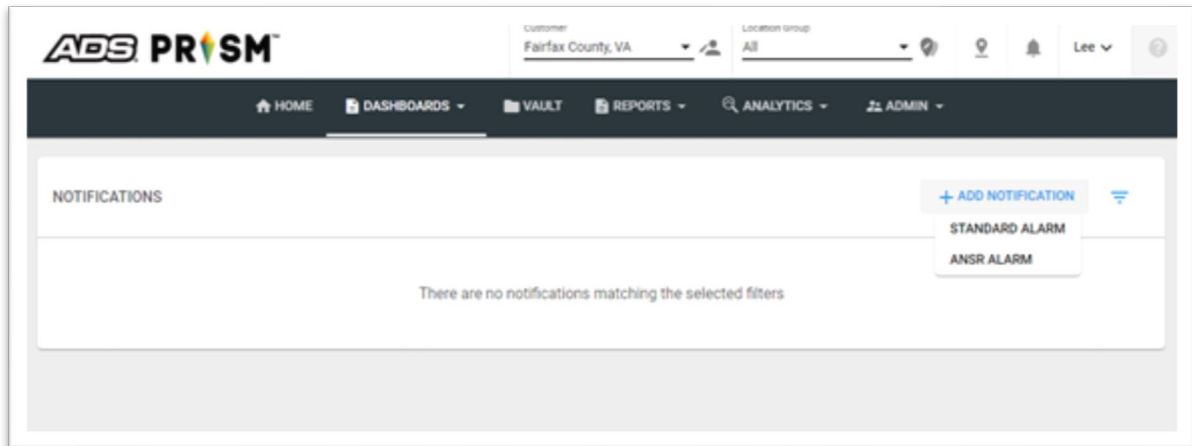 ADS PRISM™
Customer
Fairfax County, VA
Location Group
All
Lee
HOME DASHBOARDS VAULT REPORTS ANALYTICS ADMIN
NOTIFICATIONS
+ ADD NOTIFICATION
STANDARD ALARM
ANSR ALARM
There are no notifications matching the selected filters